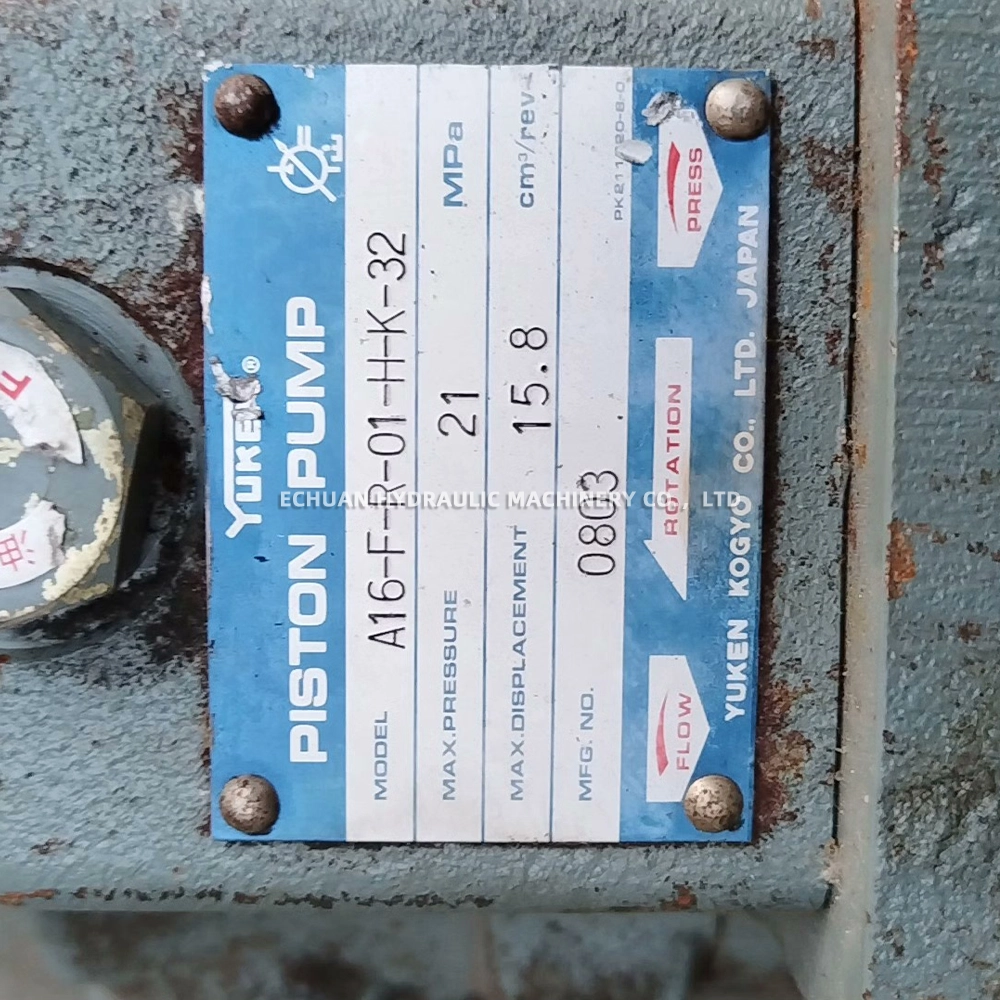 YUKEN®
PISTON PUMP
MODEL A16-F-R-01-H-K-32
MAX.PRESSURE 21 MPa
MAX.DISPLACEMENT 15.8 cm³/rev
MFG. NO. 0803
FLOW ROTATION PRESS
YUKEN KOGYO CO., LTD. JAPAN
ECHUAN HYDRAULIC MACHINERY CO., LTD
油